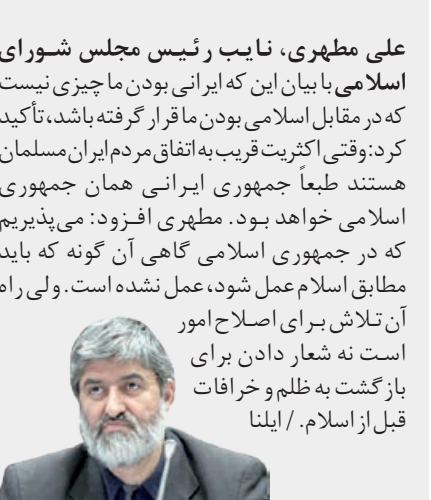 علی مطهری، نایب رئیس مجلس شورای
اسلامی با بیان این که ایرانی بودن ما چیزی نیست
که در مقابل اسلامی بودن ما قرار گرفته باشد، تأکید
کرد: وقتی اکثریت قریب به اتفاق مردم ایران مسلمان
هستند طبعاً جمهوری ایرانی همان جمهوری
اسلامی خواهد بود. مطهری افزود: می‌پذیریم
که در جمهوری اسلامی گاهی آن گونه که باید
مطابق اسلام عمل شود، عمل نشده است. ولی راه
آن تلاش برای اصلاح امور
است نه شعار دادن برای
بازگشت به ظلم و خرافات
قبل از اسلام. / ایلنا